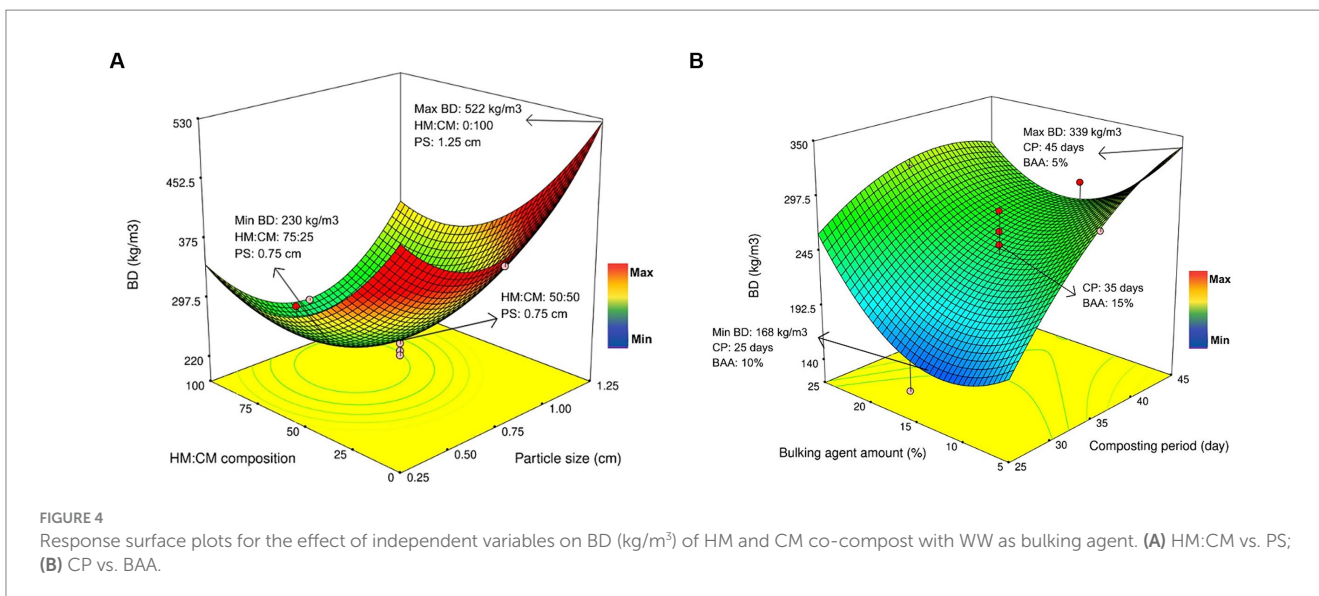 A
Max BD: 522 kg/m3
HM:CM: 0:100
PS: 1.25 cm
Min BD: 230 kg/m3
HM:CM: 75:25
PS: 0.75 cm
HM:CM: 50:50
PS: 0.75 cm
530
452.5
375
297.5
220
BD (kg/m3)
100
75
50
25
0
HM:CM composition
0.25
0.50
0.75
1.00
1.25
Particle size (cm)
Max
Min
B
Max BD: 339 kg/m3
CP: 45 days
BAA: 5%
CP: 35 days
BAA: 15%
Min BD: 168 kg/m3
CP: 25 days
BAA: 10%
350
297.5
245
192.5
140
BD (kg/m3)
25
20
15
10
5
Bulking agent amount (%)
25
30
35
40
45
Composting period (day)
Max
Min
FIGURE 4
Response surface plots for the effect of independent variables on BD (kg/m³) of HM and CM co-compost with WW as bulking agent. (A) HM:CM vs. PS;
(B) CP vs. BAA.